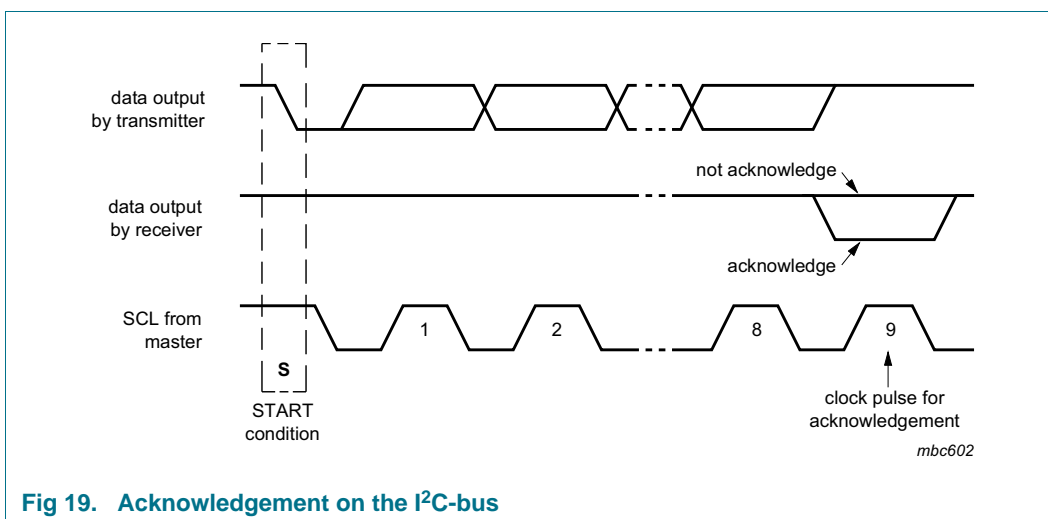 data output
by transmitter
not acknowledge
data output
by receiver
acknowledge
SCL from
master
1
2
8
9
S
START
condition
clock pulse for
acknowledgement
mbc602
Fig 19. Acknowledgement on the I²C-bus